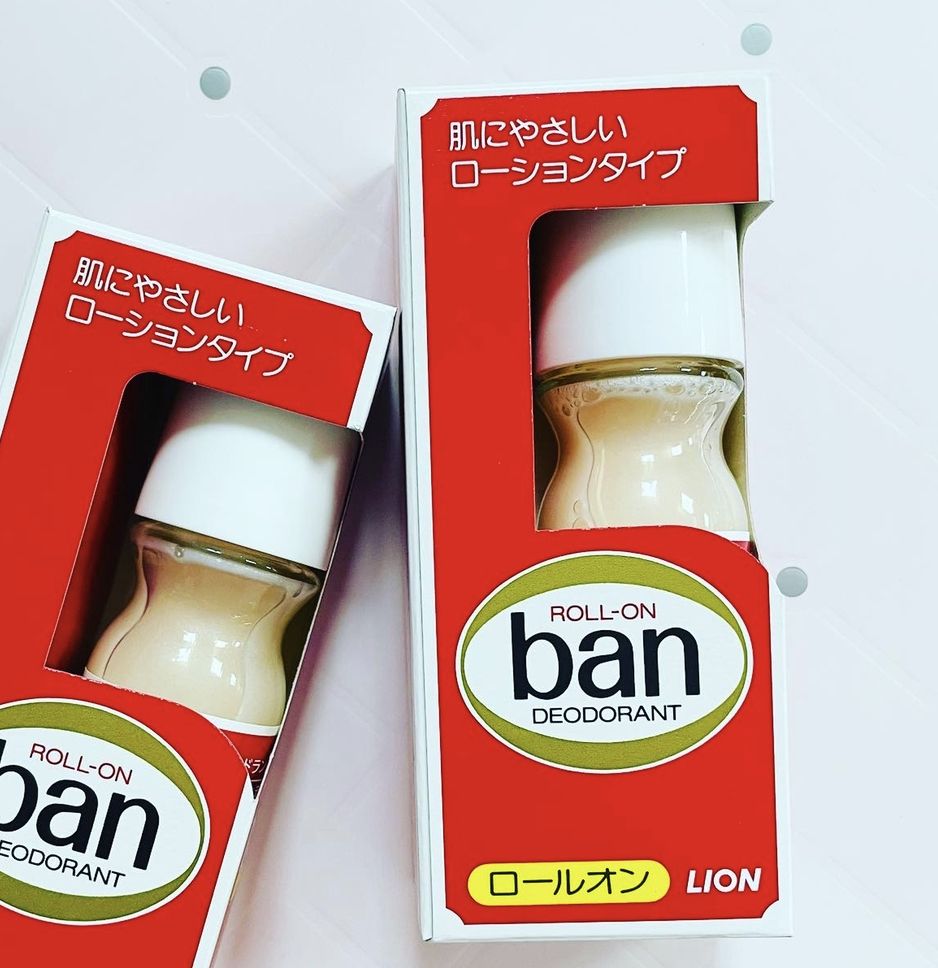 肌にやさしい
ローションタイプ
ROLL-ON
ban
DEODORANT
ロールオン
LION
肌にやさしい
ローションタイプ
ROLL-ON
ban
EODORANT